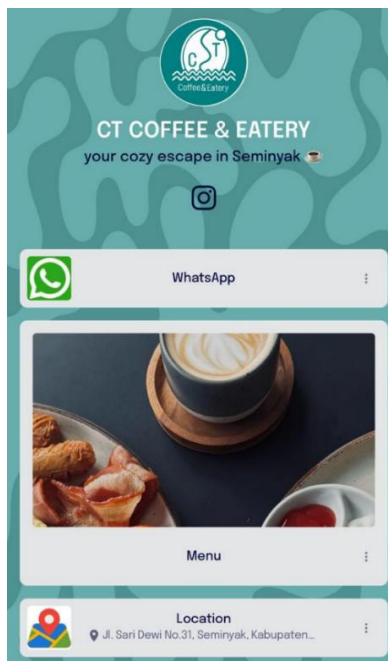 CST
Coffee&Eatery
CT COFFEE & EATERY
your cozy escape in Seminyak ☕
WhatsApp
Menu
Location
Jl. Sari Dewi No.31, Seminyak, Kabupaten...